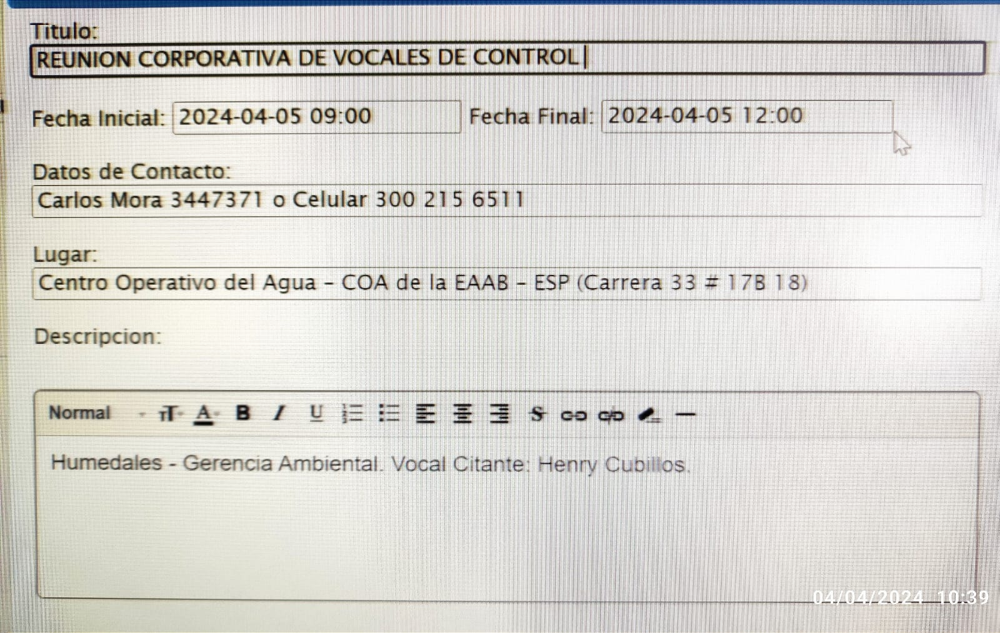 Titulo:
REUNION CORPORATIVA DE VOCALES DE CONTROL
Fecha Inicial: 2024-04-05 09:00 Fecha Final: 2024-04-05 12:00
Datos de Contacto:
Carlos Mora 3447371 o Celular 300 215 6511
Lugar:
Centro Operativo del Agua - COA de la EAAB - ESP (Carrera 33 # 17B 18)
Descripcion:
Normal
Humedales - Gerencia Ambiental. Vocal Citante: Henry Cubillos.
04/04/2024 10:39